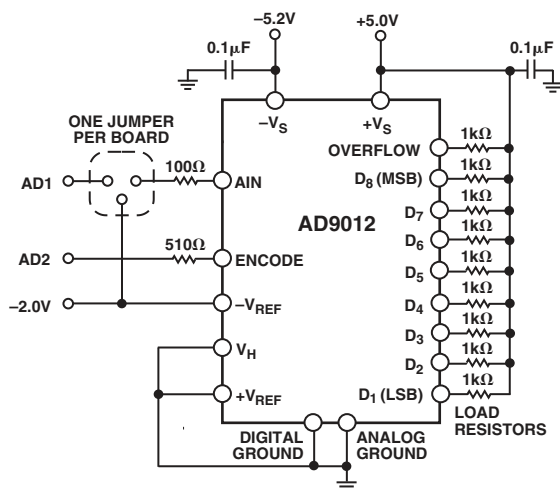 –5.2V
+5.0V
0.1µF
0.1µF
–VS
+VS
ONE JUMPER
PER BOARD
AD1
100Ω
AIN
AD2
510Ω
ENCODE
–2.0V
–VREF
VH
+VREF
AD9012
OVERFLOW
1kΩ
D8 (MSB)
1kΩ
D7
1kΩ
D6
1kΩ
D5
1kΩ
D4
1kΩ
D3
1kΩ
D2
1kΩ
D1 (LSB)
1kΩ
LOAD
RESISTORS
DIGITAL
GROUND
ANALOG
GROUND